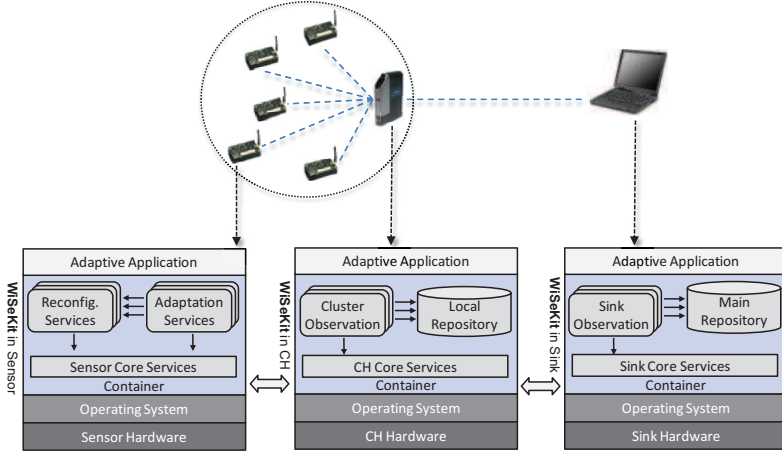 Adaptive Application
WiSeKit in Sensor
Reconfig.
Services
Adaptation
Services
Sensor Core Services
Container
Operating System
Sensor Hardware
Adaptive Application
WiSeKit in CH
Cluster
Observation
Local
Repository
CH Core Services
Container
Operating System
CH Hardware
Adaptive Application
WiSeKit in Sink
Sink
Observation
Main
Repository
Sink Core Services
Container
Operating System
Sink Hardware